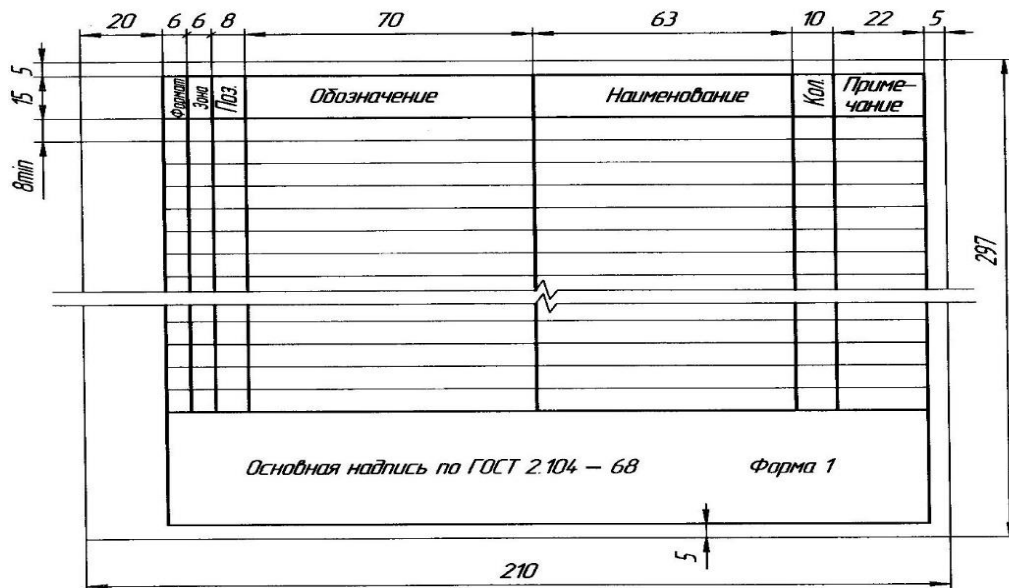 20 6 6 8 70 63 10 22 5
5
15
8min
Формат Зона Поз. Обозначение Наименование Кол. Приме-
чание
297
Основная надпись по ГОСТ 2.104 – 68 Форма 1
5
210